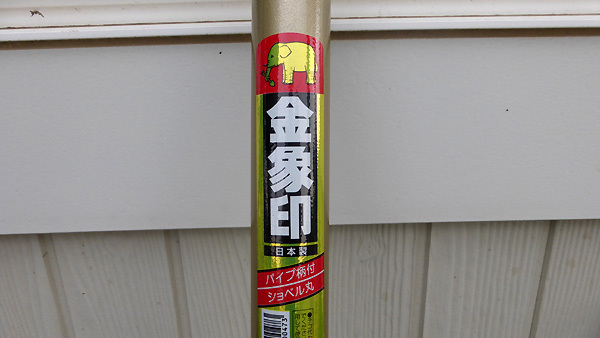 金象印
日本製
パイプ柄付
ショベル丸